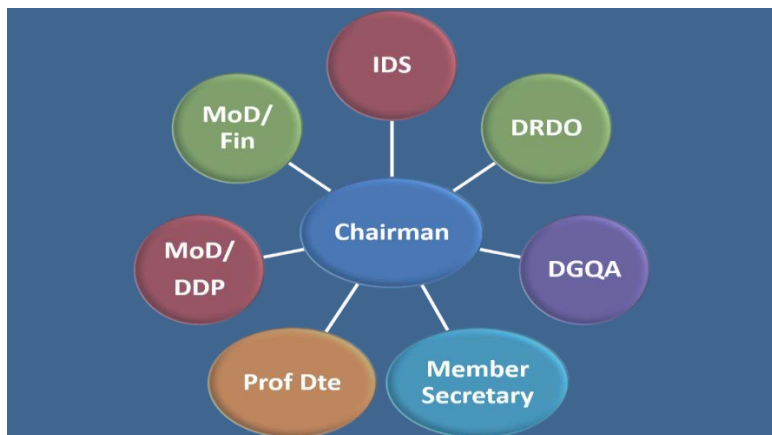 IDS
MoD/
Fin
DRDO
Chairman
MoD/
DDP
DGQA
Prof Dte
Member
Secretary